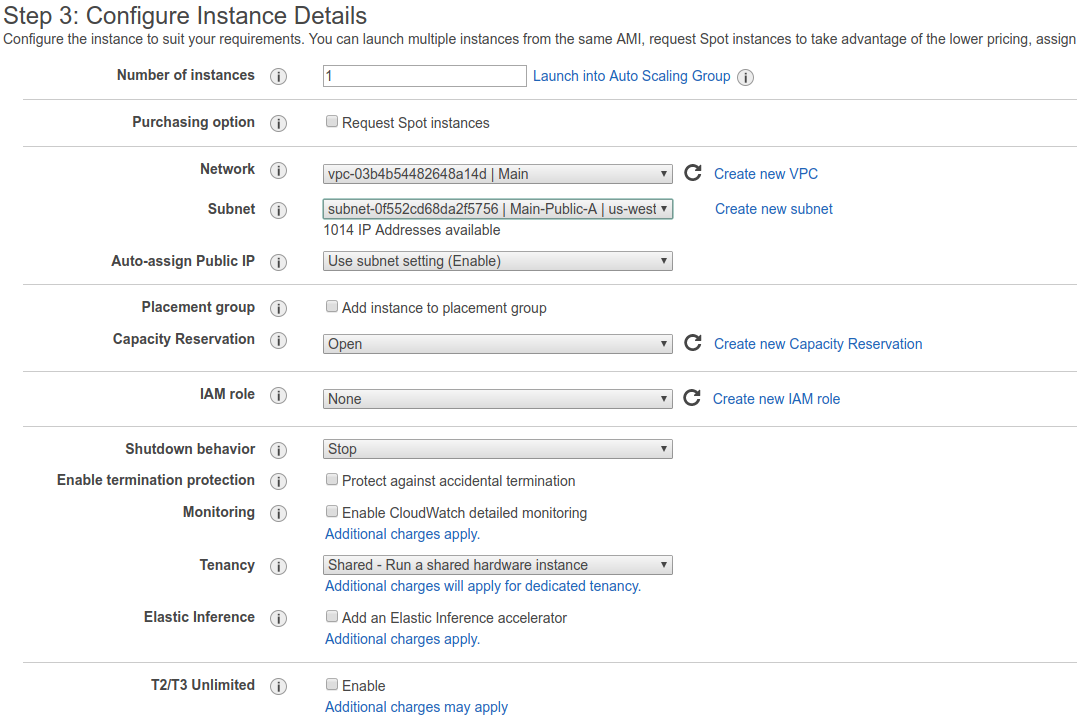 Step 3: Configure Instance Details
Configure the instance to suit your requirements. You can launch multiple instances from the same AMI, request Spot instances to take advantage of the lower pricing, assign
Number of instances i 1 Launch into Auto Scaling Group i
Purchasing option i Request Spot instances
Network i vpc-03b4b54482648a14d | Main Create new VPC
Subnet i subnet-0f552cd68da2f5756 | Main-Public-A | us-west Create new subnet
1014 IP Addresses available
Auto-assign Public IP i Use subnet setting (Enable)
Placement group i Add instance to placement group
Capacity Reservation i Open Create new Capacity Reservation
IAM role i None Create new IAM role
Shutdown behavior i Stop
Enable termination protection i Protect against accidental termination
Monitoring i Enable CloudWatch detailed monitoring
Additional charges apply.
Tenancy i Shared - Run a shared hardware instance
Additional charges will apply for dedicated tenancy.
Elastic Inference i Add an Elastic Inference accelerator
Additional charges apply.
T2/T3 Unlimited i Enable
Additional charges may apply